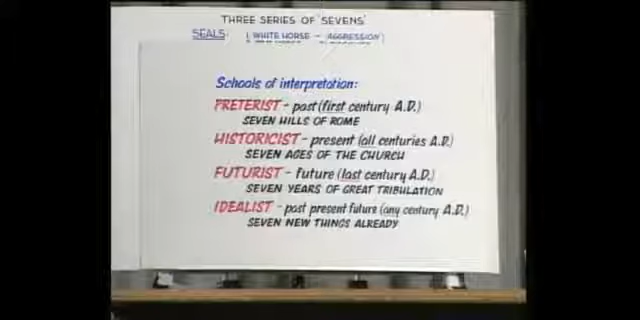 THREE SERIES OF 'SEVENS'
SEALS: 1. WHITE HORSE - (AGGRESSION)
Schools of interpretation:
PRETERIST - past (first century A.D.)
SEVEN HILLS OF ROME
HISTORICIST - present (all centuries A.D.)
SEVEN AGES OF THE CHURCH
FUTURIST - future (last century A.D.)
SEVEN YEARS OF GREAT TRIBULATION
IDEALIST - past present future (any century A.D.)
SEVEN NEW THINGS ALREADY